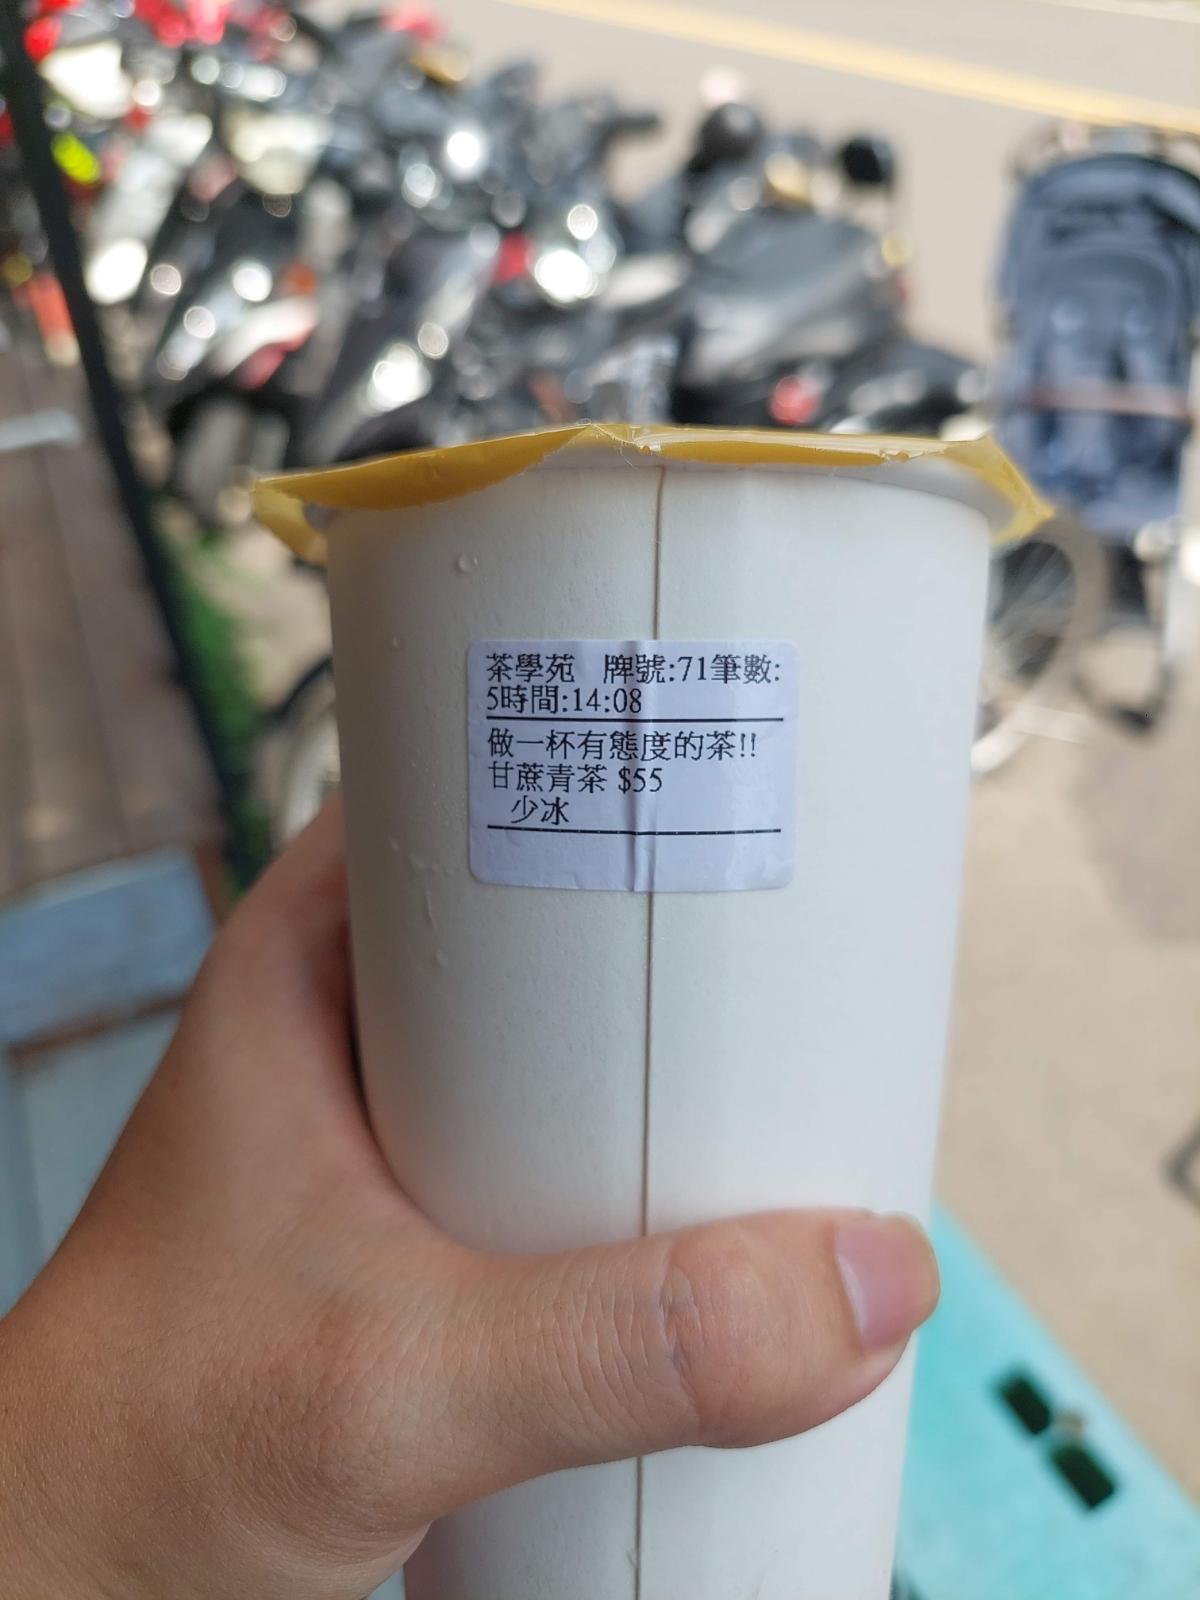 茶學苑　牌號:71筆數:
5時間:14:08
做一杯有態度的茶!!
甘蔗青茶 $55
少冰